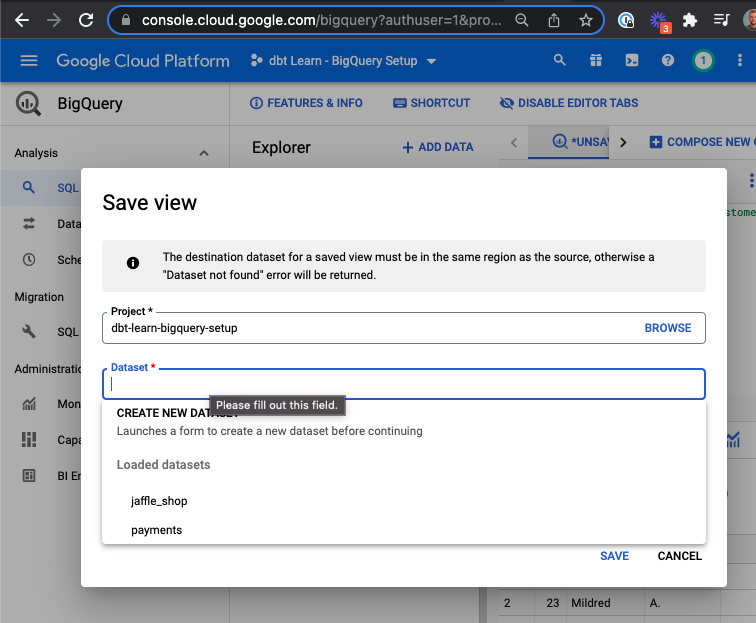 console.cloud.google.com/bigquery?authuser=1&pro...
3
Google Cloud Platform
dbt Learn - BigQuery Setup
1
BigQuery
FEATURES & INFO
SHORTCUT
DISABLE EDITOR TABS
Analysis
Explorer
ADD DATA
*UNSA
COMPOSE NEW
SQL
Data
Sche
Migration
SQL
Administratio
Mon
Capa
BI En
stome
Save view
The destination dataset for a saved view must be in the same region as the source, otherwise a
"Dataset not found" error will be returned.
Project *
dbt-learn-bigquery-setup
BROWSE
Dataset *
Please fill out this field.
CREATE NEW DATASET
Launches a form to create a new dataset before continuing
Loaded datasets
jaffle_shop
payments
SAVE
CANCEL
2
23
Mildred
A.